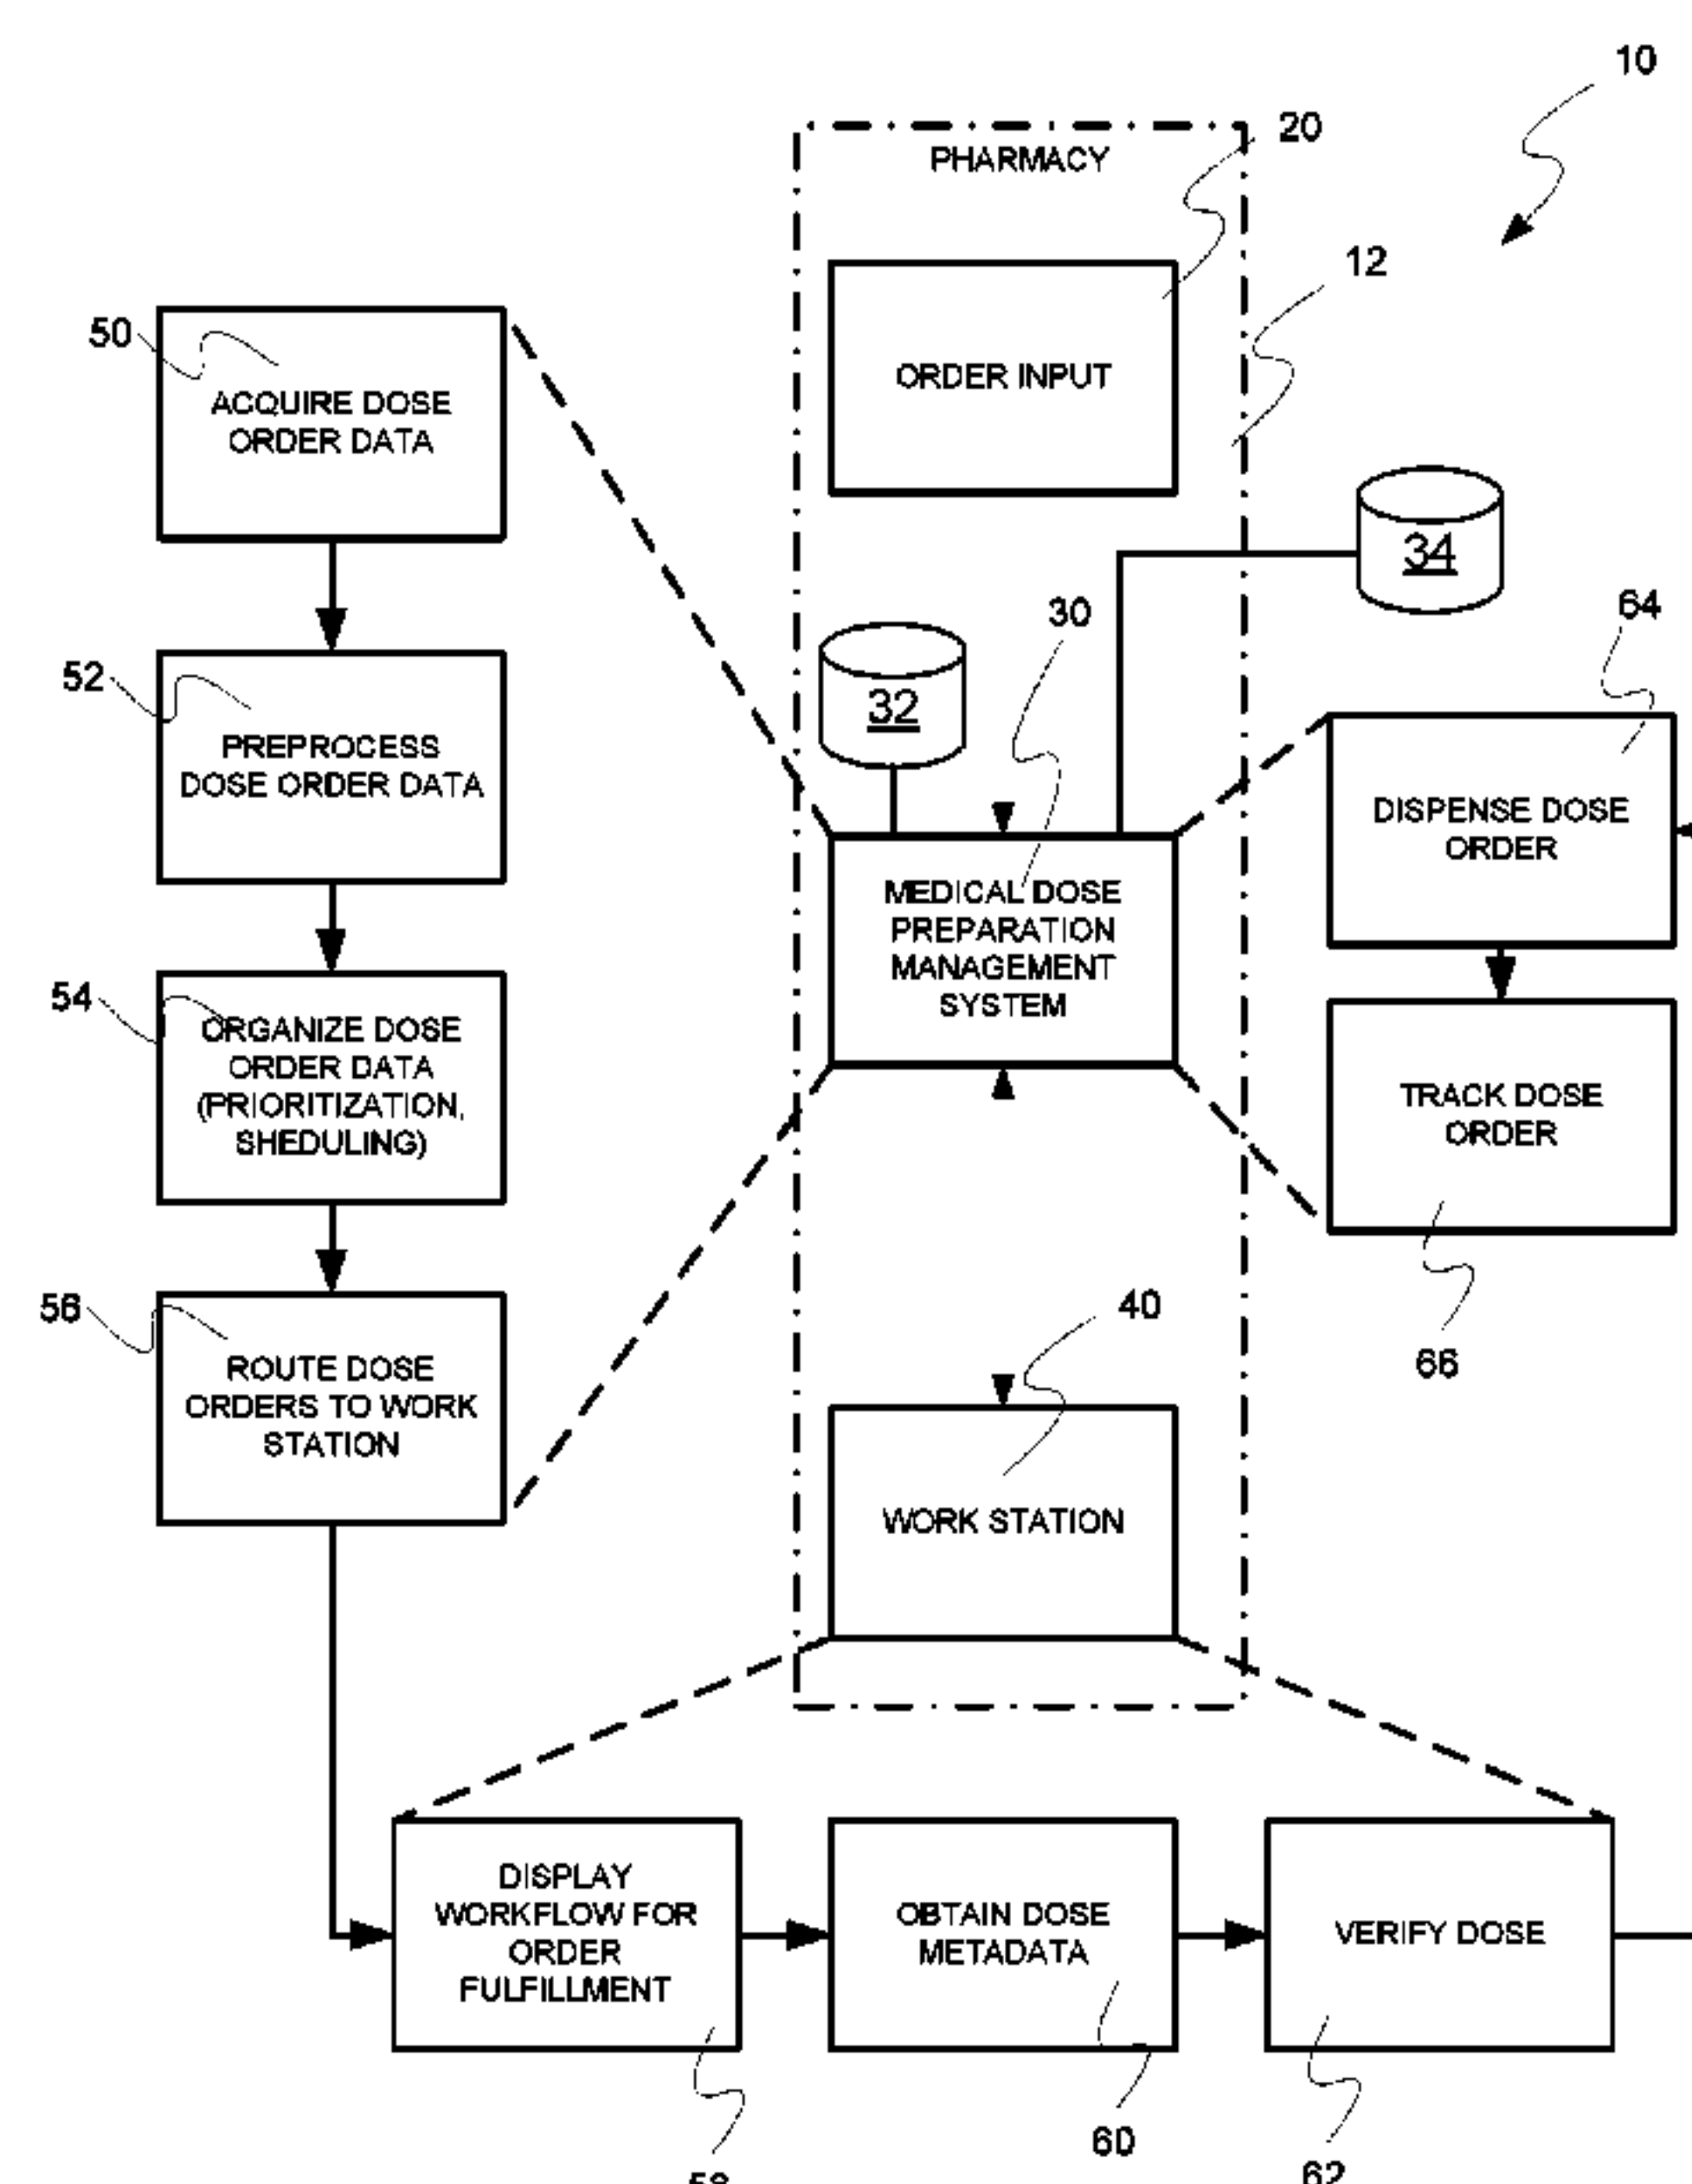 10
20
PHARMACY
12
50
ORDER INPUT
ACQUIRE DOSE
ORDER DATA
34
30
64
52
32
PREPROCESS
DOSE ORDER DATA
DISPENSE DOSE
ORDER
MEDICAL DOSE
PREPARATION
MANAGEMENT
SYSTEM
54
ORGANIZE DOSE
ORDER DATA
(PRIORITIZATION,
SHEDULING)
TRACK DOSE
ORDER
56
40
66
ROUTE DOSE
ORDERS TO WORK
STATION
WORK STATION
DISPLAY
WORKFLOW FOR
ORDER
FULFILLMENT
OBTAIN DOSE
METADATA
VERIFY DOSE
60
58
62